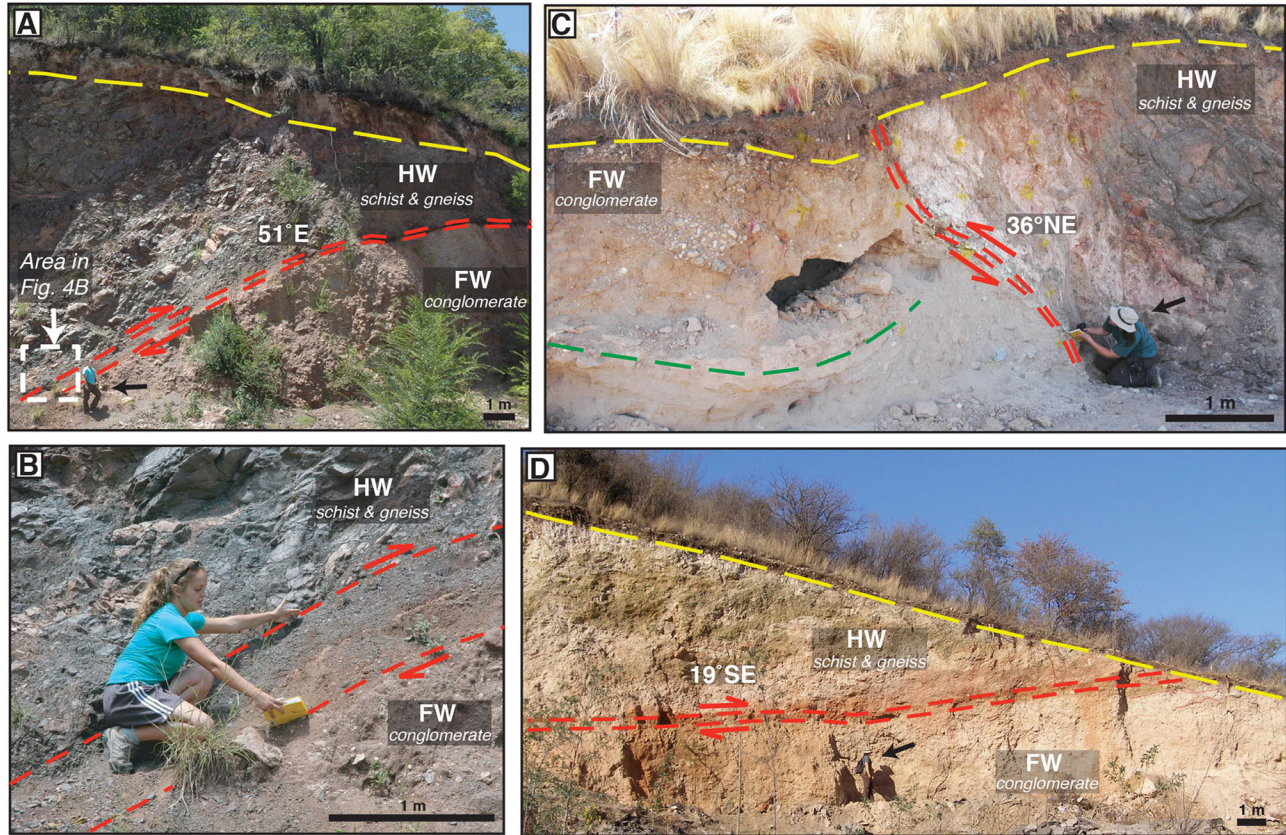 A
HW
schist & gneiss
51°E
Area in
Fig. 4B
FW
conglomerate
1 m
C
HW
schist & gneiss
FW
conglomerate
36°NE
1 m
B
HW
schist & gneiss
FW
conglomerate
1 m
D
HW
schist & gneiss
19°SE
FW
conglomerate
1 m